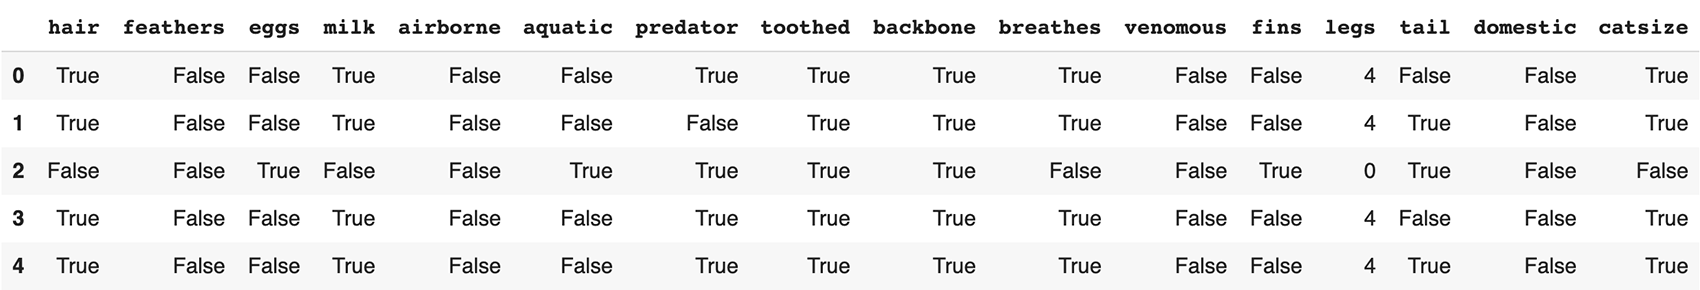 hair feathers eggs milk airborne aquatic predator toothed backbone breathes venomous fins legs tail domestic catsize
0 True False False True False False True True True True False False 4 False False True
1 True False False True False False False True True True False False 4 True False True
2 False False True False False True True True True False False True 0 True False False
3 True False False True False False True True True True False False 4 False False True
4 True False False True False False True True True True False False 4 True False True